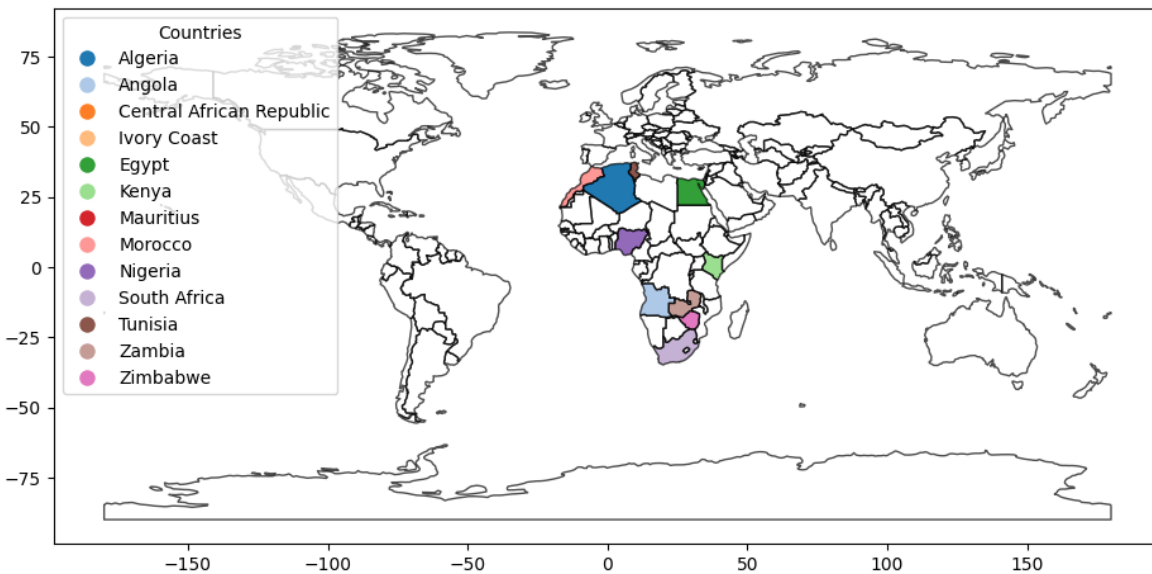 Countries
Algeria
Angola
Central African Republic
Ivory Coast
Egypt
Kenya
Mauritius
Morocco
Nigeria
South Africa
Tunisia
Zambia
Zimbabwe
75
50
25
0
−25
−50
−75
−150 −100 −50 0 50 100 150